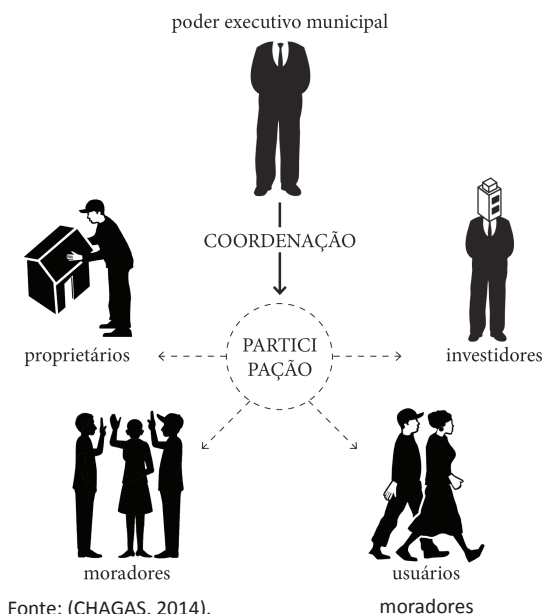 poder executivo municipal
COORDENAÇÃO
PARTICI
PAÇÃO
proprietários
investidores
moradores
usuários
Fonte: (CHAGAS, 2014).
moradores